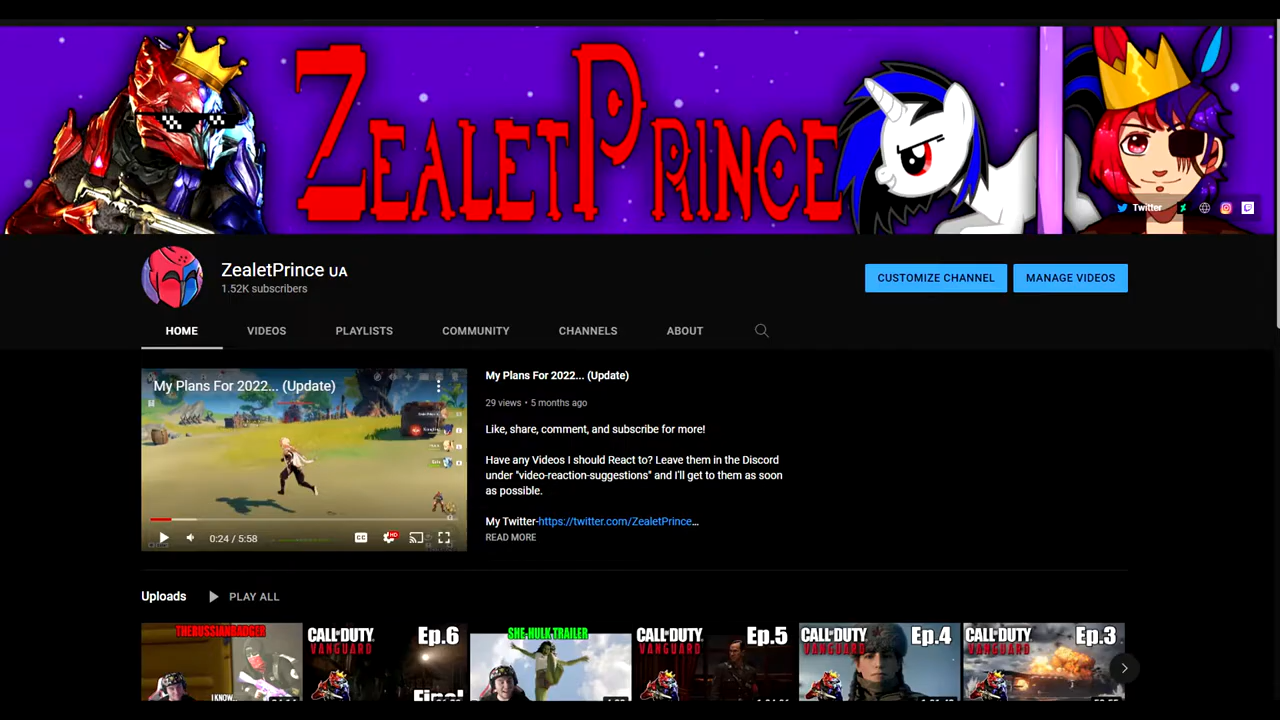 ZEALETPRINCE
Twitter
ZealetPrince UA
1.52K subscribers
CUSTOMIZE CHANNEL
MANAGE VIDEOS
HOME
VIDEOS
PLAYLISTS
COMMUNITY
CHANNELS
ABOUT
My Plans For 2022... (Update)
0:24 / 5:58
CC
HD
My Plans For 2022... (Update)
29 views • 5 months ago
Like, share, comment, and subscribe for more!
Have any Videos I should React to? Leave them in the Discord
under "video-reaction-suggestions" and I'll get to them as soon
as possible.
My Twitter-https://twitter.com/ZealetPrince...
READ MORE
Uploads
PLAY ALL
THERUSSIANBADGER
I KNOW...
CALL OF DUTY
VANGUARD
Ep.6
Final
SHE-HULK TRAILER
CALL OF DUTY
VANGUARD
Ep.5
CALL OF DUTY
VANGUARD
Ep.4
CALL OF DUTY
VANGUARD
Ep.3